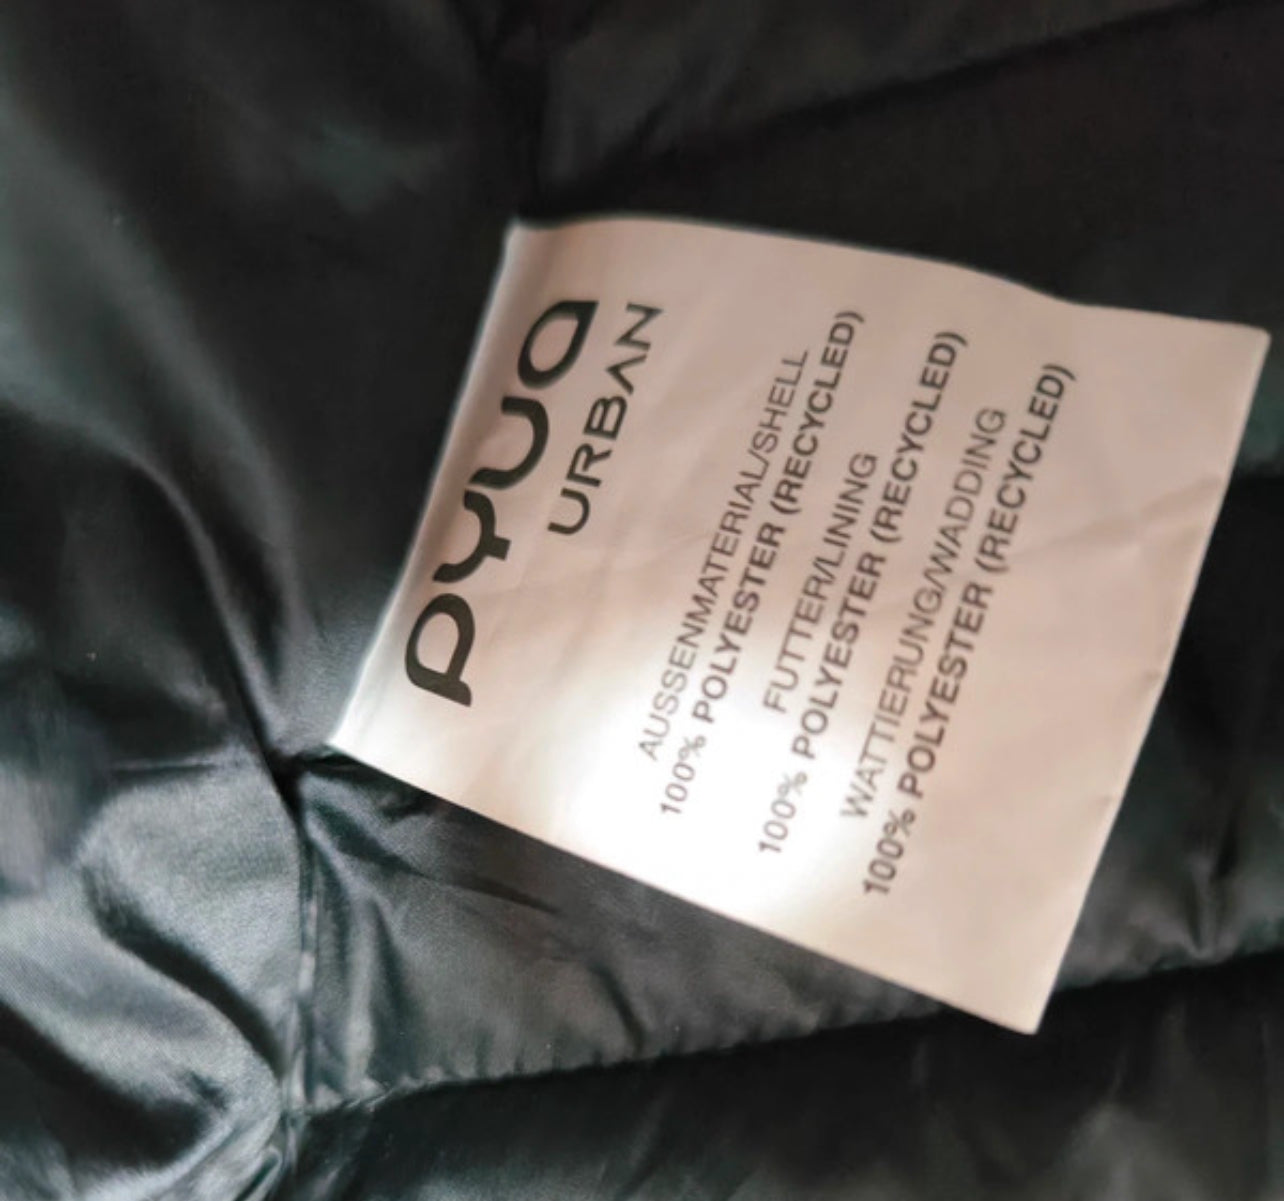 PYUA
URBAN
AUSSENMATERIAL/SHELL
100% POLYESTER (RECYCLED)
FUTTER/LINING
100% POLYESTER (RECYCLED)
WATTIERUNG/WADDING
100% POLYESTER (RECYCLED)